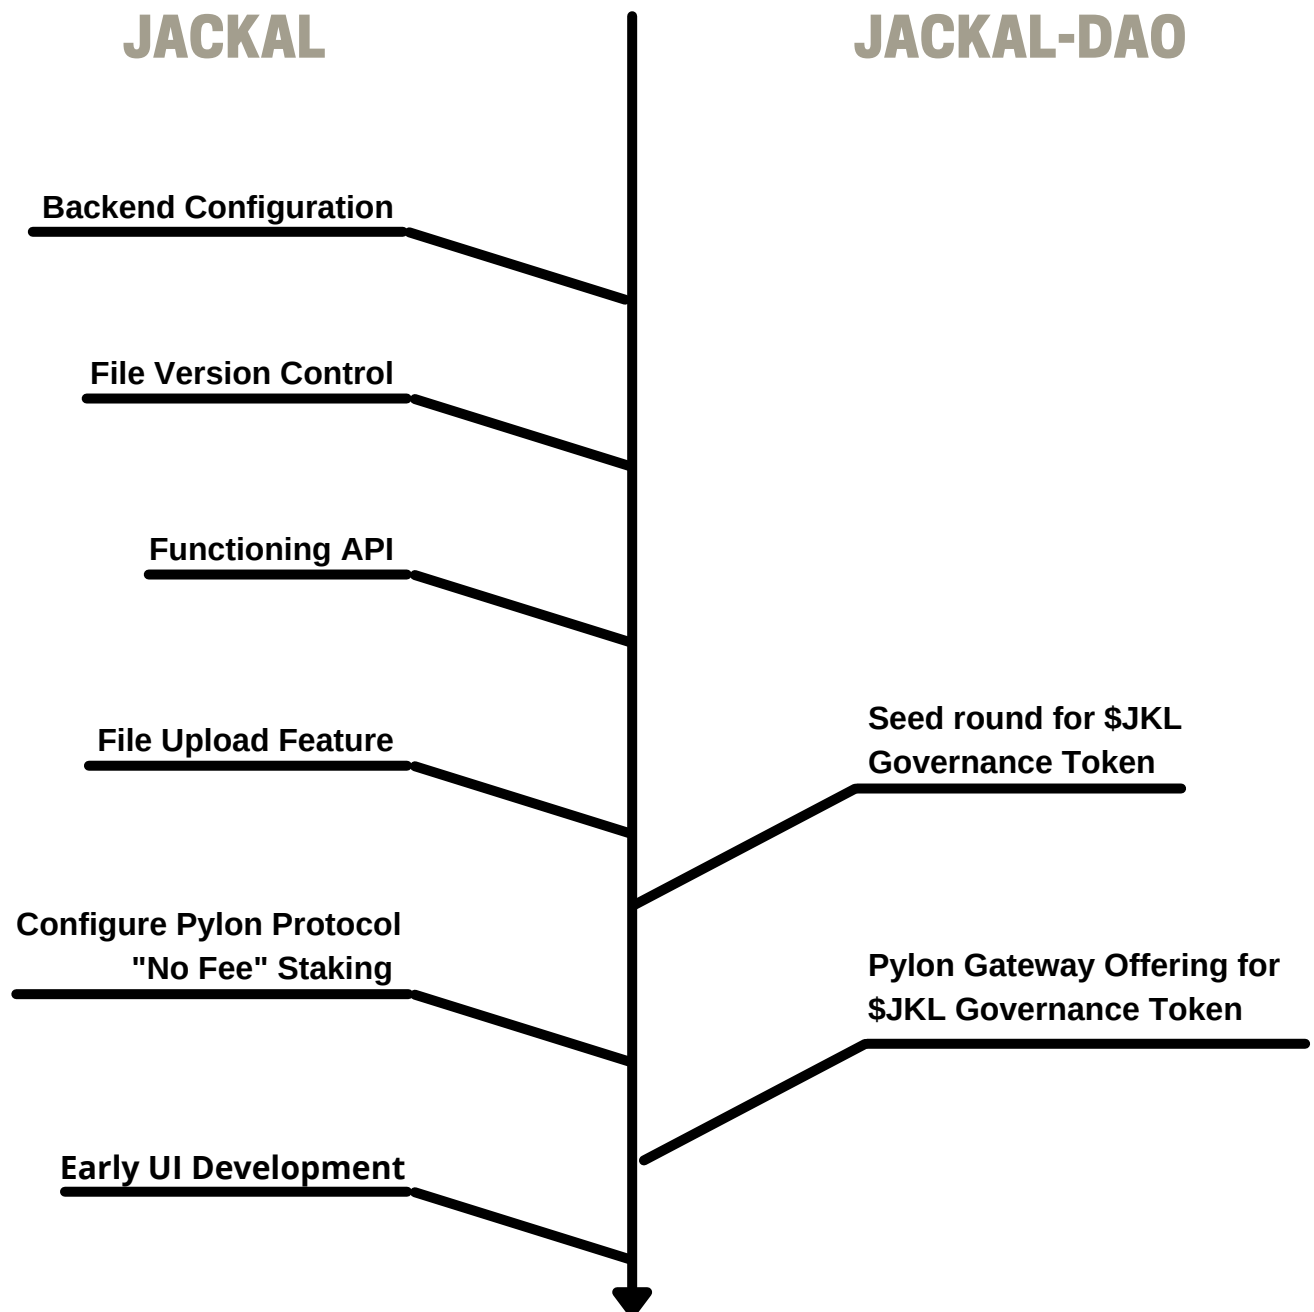 JACKAL
JACKAL-DAO
Backend Configuration
File Version Control
Functioning API
File Upload Feature
Seed round for $JKL
Governance Token
Configure Pylon Protocol
"No Fee" Staking
Pylon Gateway Offering for
$JKL Governance Token
Early UI Development